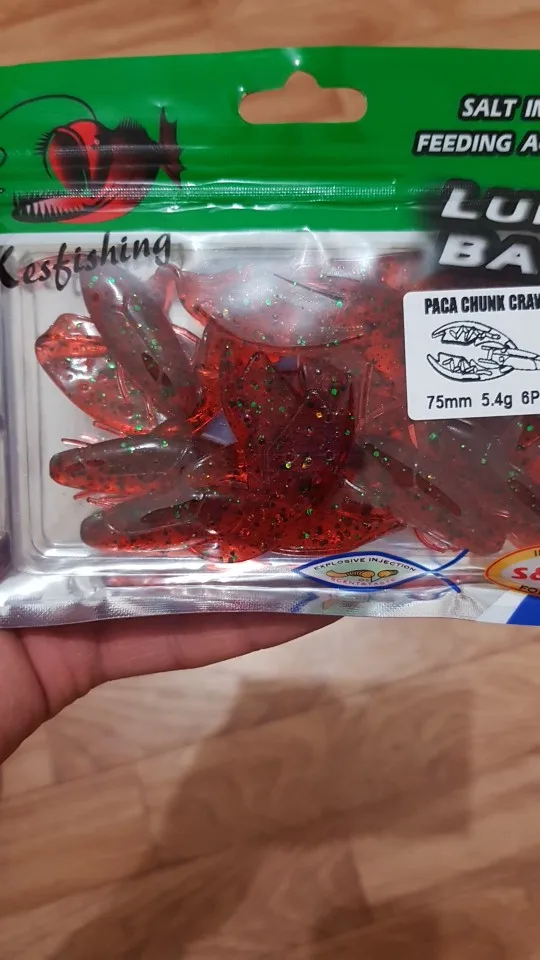 SALT IN
FEEDING A
Kesfishing
LU
BA
PACA CHUNK CRAW
75mm 5.4g 6P
EXPLOSIVE INJECTION
S&